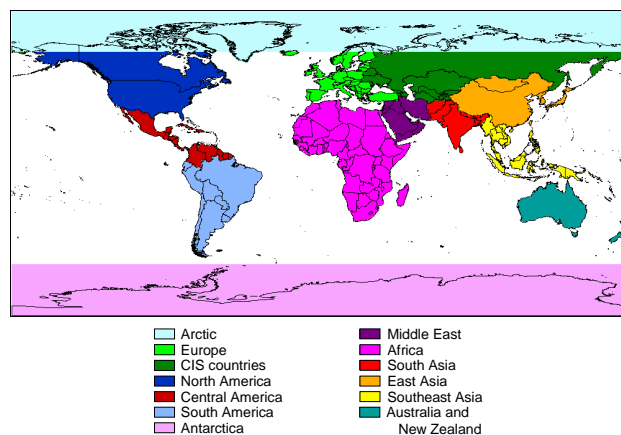 Arctic
Europe
CIS countries
North America
Central America
South America
Antarctica
Middle East
Africa
South Asia
East Asia
Southeast Asia
Australia and
New Zealand